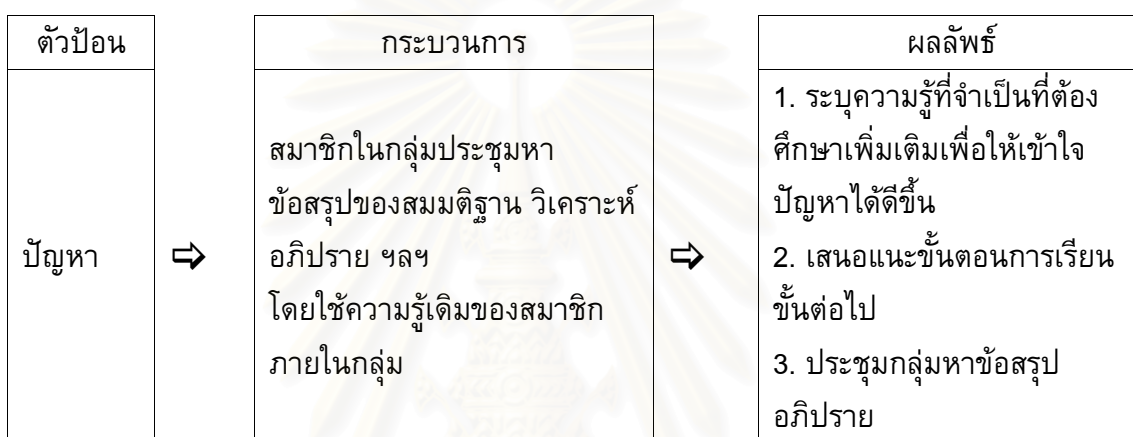 ตัวป้อน
ปัญหา
⇨
กระบวนการ
สมาชิกในกลุ่มประชุมหา
ข้อสรุปของสมมติฐาน วิเคราะห์
อภิปราย ฯลฯ
โดยใช้ความรู้เดิมของสมาชิก
ภายในกลุ่ม
⇨
ผลลัพธ์
1. ระบุความรู้ที่จำเป็นที่ต้อง
ศึกษาเพิ่มเติมเพื่อให้เข้าใจ
ปัญหาได้ดีขึ้น
2. เสนอแนะขั้นตอนการเรียน
ขั้นต่อไป
3. ประชุมกลุ่มหาข้อสรุป
อภิปราย